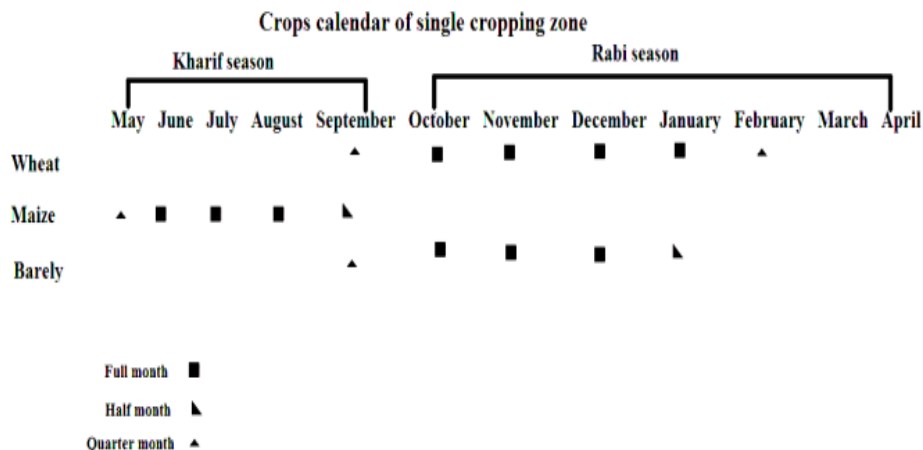 Crops calendar of single cropping zone
Kharif season Rabi season
May June July August September October November December January February March April
Wheat
Maize
Barely
Full month
Half month
Quarter month